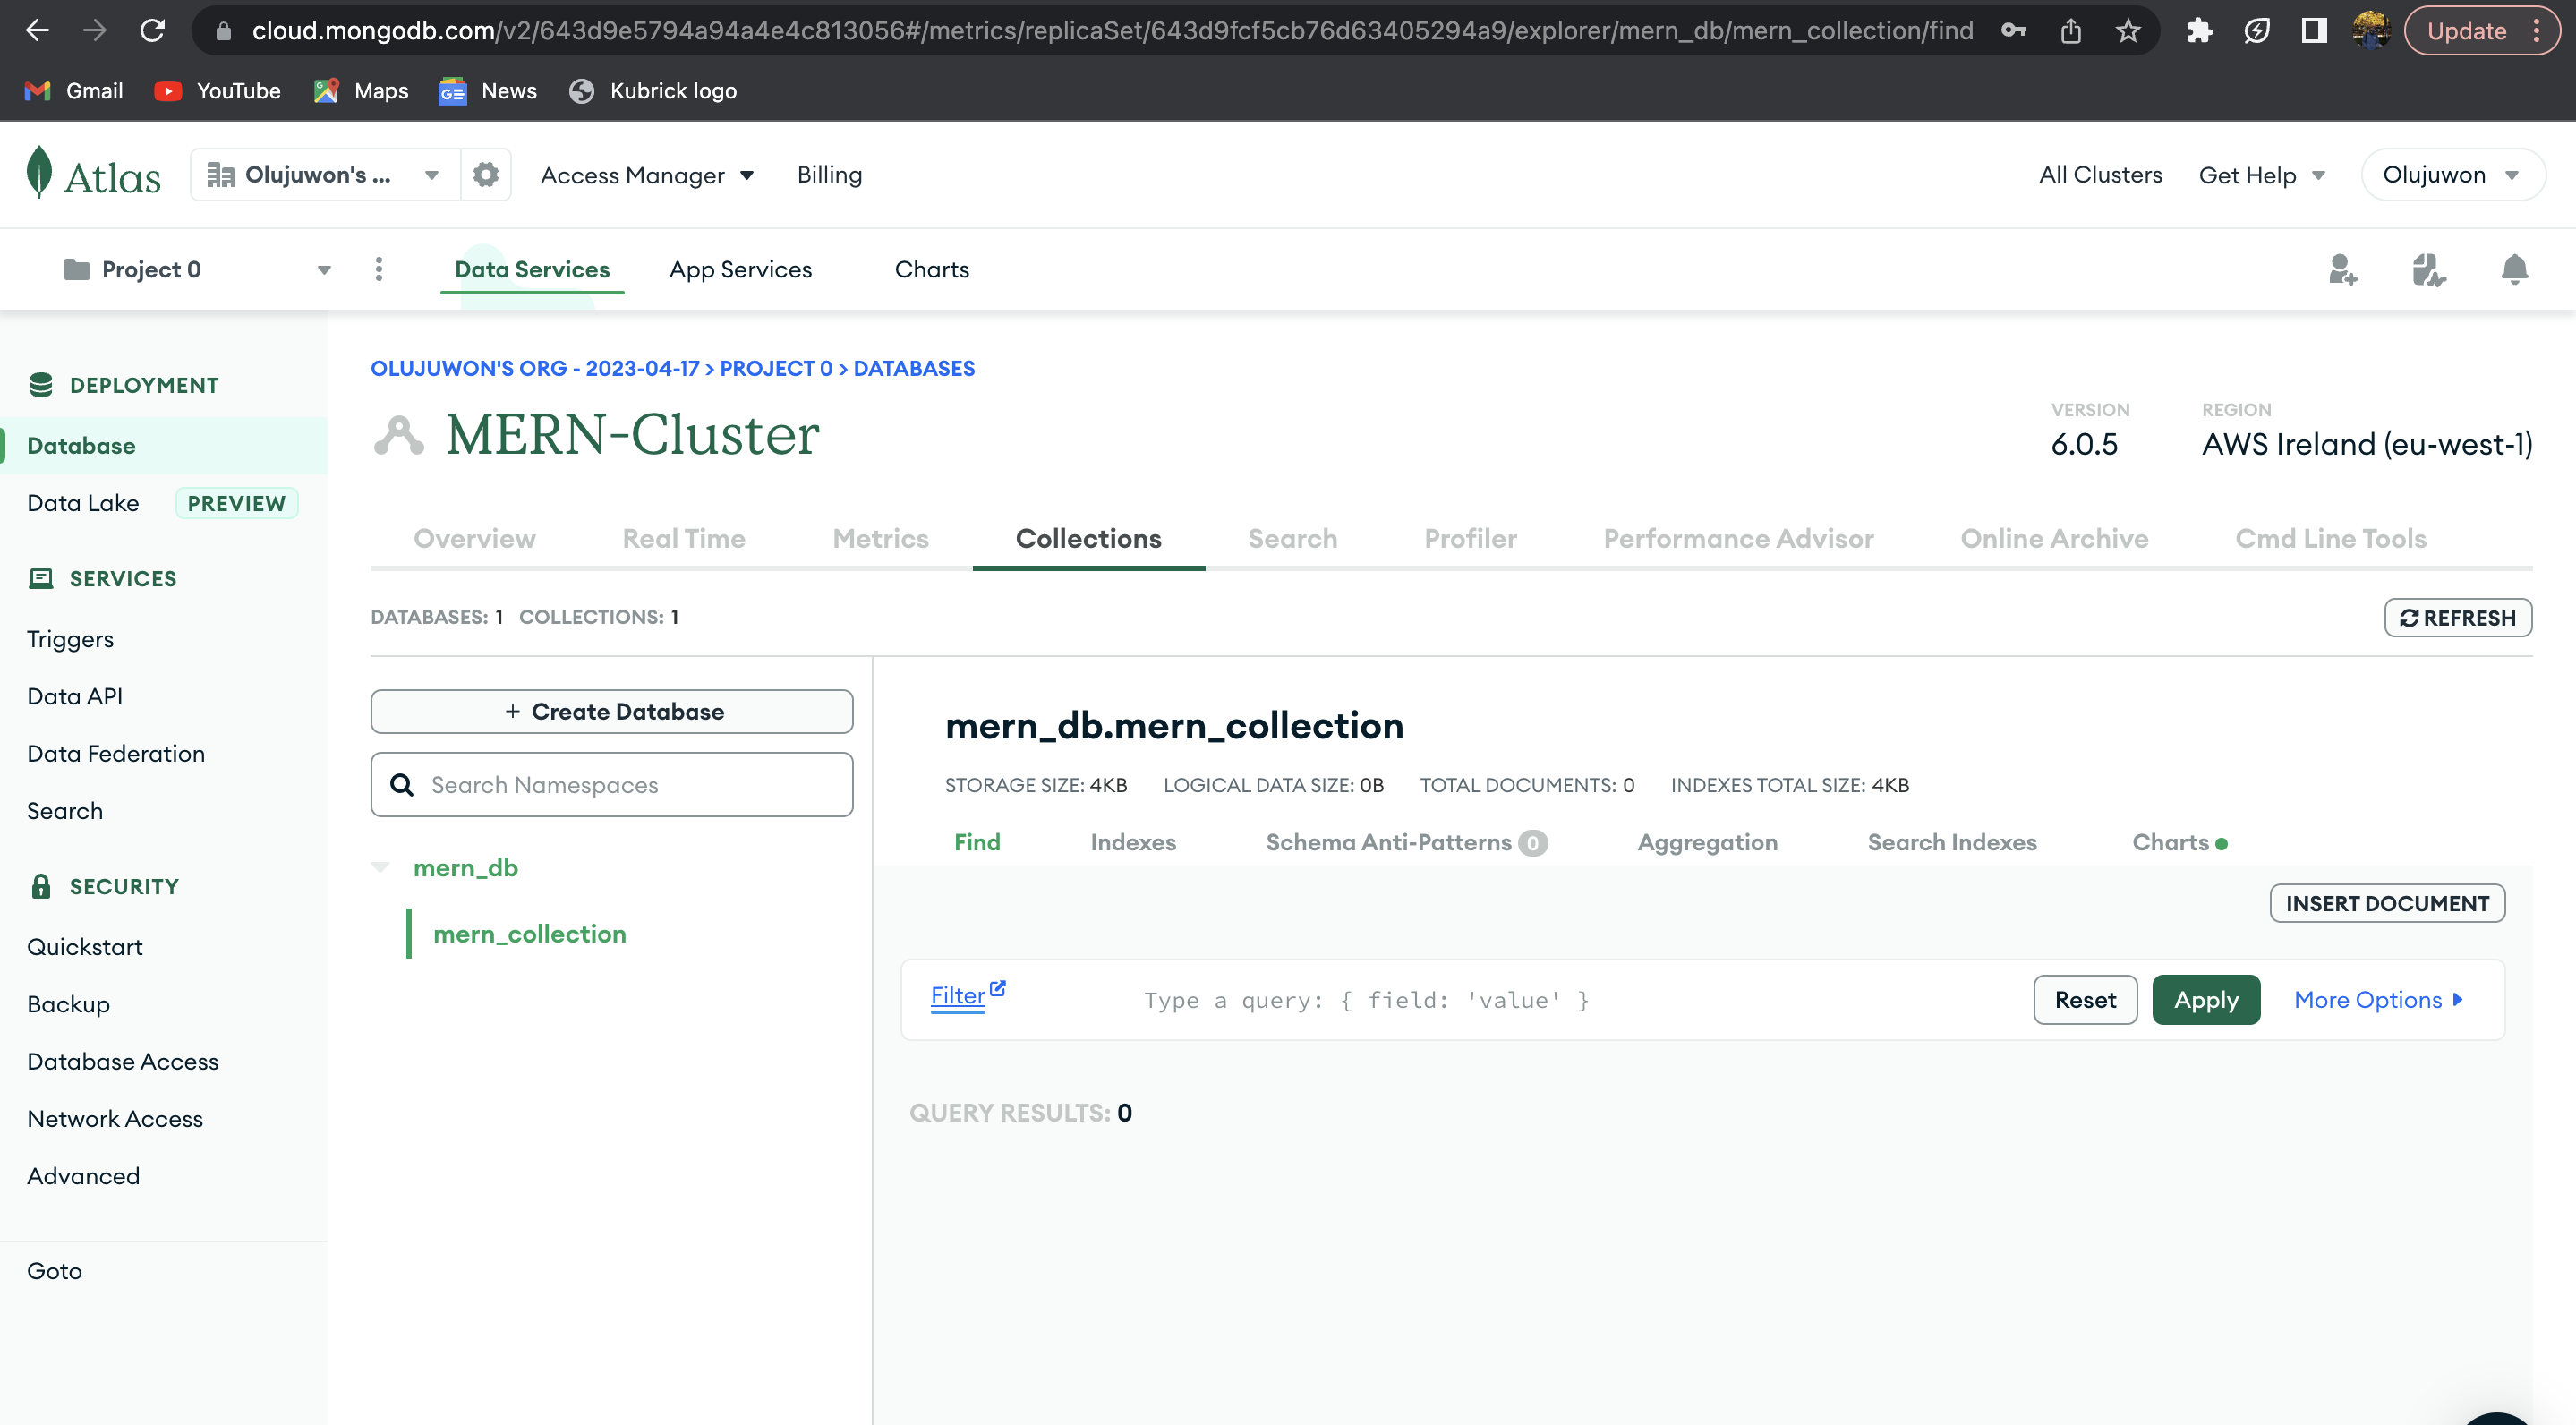 cloud.mongodb.com/v2/643d9e5794a94a4e4c813056#/metrics/replicaSet/643d9fcf5cb76d63405294a9/explorer/mern_db/mern_collection/find Update
Gmail YouTube Maps News Kubrick logo
Atlas Olujuwon's ... Access Manager Billing All Clusters Get Help Olujuwon
Project 0 Data Services App Services Charts
DEPLOYMENT
Database
Data Lake PREVIEW
SERVICES
Triggers
Data API
Data Federation
Search
SECURITY
Quickstart
Backup
Database Access
Network Access
Advanced
Goto
OLUJUWON'S ORG - 2023-04-17 > PROJECT 0 > DATABASES
MERN-Cluster
VERSION
6.0.5
REGION
AWS Ireland (eu-west-1)
Overview Real Time Metrics Collections Search Profiler Performance Advisor Online Archive Cmd Line Tools
DATABASES: 1 COLLECTIONS: 1 REFRESH
+ Create Database
Search Namespaces
mern_db
mern_collection
mern_db.mern_collection
STORAGE SIZE: 4KB LOGICAL DATA SIZE: 0B TOTAL DOCUMENTS: 0 INDEXES TOTAL SIZE: 4KB
Find Indexes Schema Anti-Patterns 0 Aggregation Search Indexes Charts
INSERT DOCUMENT
Filter Type a query: { field: 'value' } Reset Apply More Options
QUERY RESULTS: 0